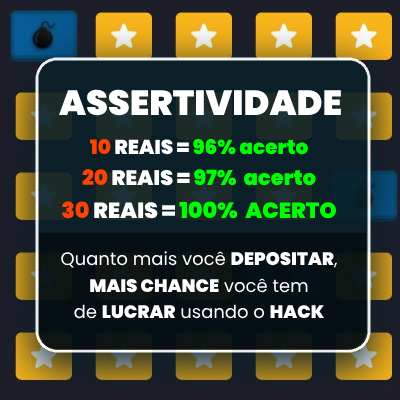 ASSERTIVIDADE
10 REAIS = 96% acerto
20 REAIS = 97% acerto
30 REAIS = 100% ACERTO
Quanto mais você DEPOSITAR,
MAIS CHANCE você tem
de LUCRAR usando o HACK